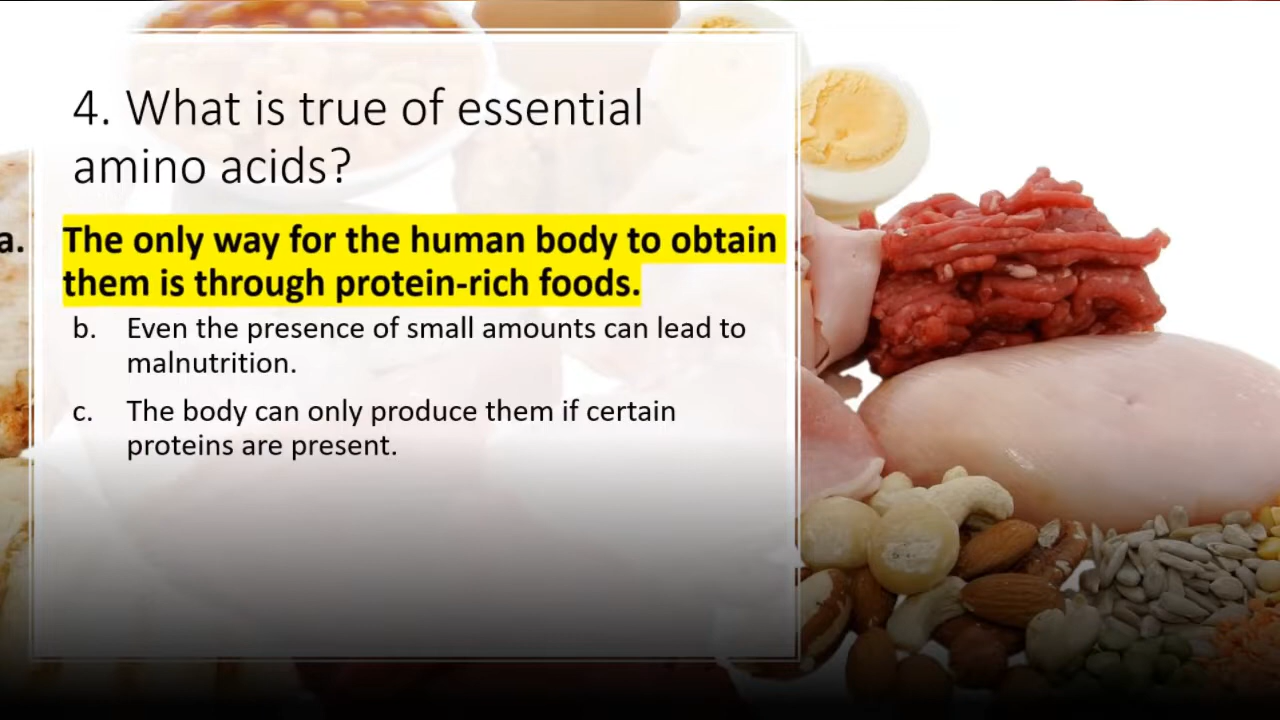 4. What is true of essential
amino acids?
a. The only way for the human body to obtain
them is through protein-rich foods.
b. Even the presence of small amounts can lead to
malnutrition.
c. The body can only produce them if certain
proteins are present.